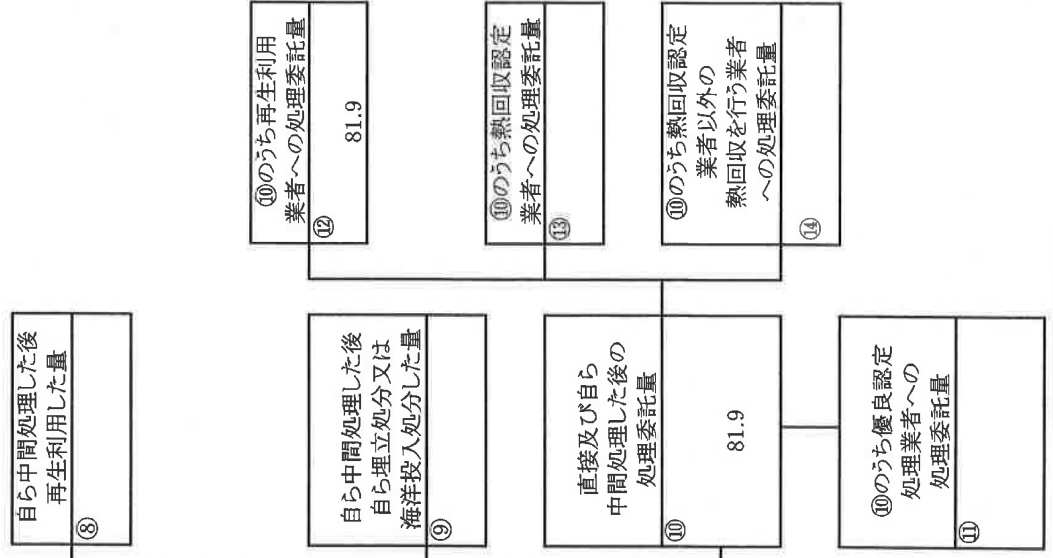 自ら中間処理した後
再生利用した量
⑧
自ら中間処理した後
自ら埋立処分又は
海洋投入処分した量
⑨
直接及び自ら
中間処理した後の
処理委託量
⑩
81.9
⑩のうち優良認定
処理業者への
処理委託量
⑪
⑩のうち再生利用
業者への処理委託量
⑫
81.9
⑩のうち熱回収認定
業者への処理委託量
⑬
⑩のうち熱回収認定
業者以外の
熱回収を行う業者
への処理委託量
⑭